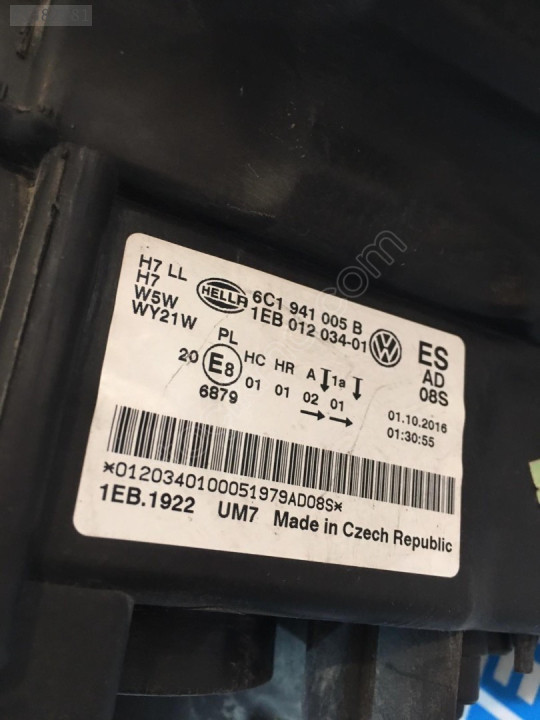 H7 LL
H7
W5W
WY21W
HELLA
6C1 941 005 B
1EB 012 034-01
VW
ES
AD
08S
PL
20 E8 HC HR A 1a
01 01 02 01
6879
01.10.2016
01:30:55
*0120340100051979AD08S*
1EB.1922 UM7 Made in Czech Republic